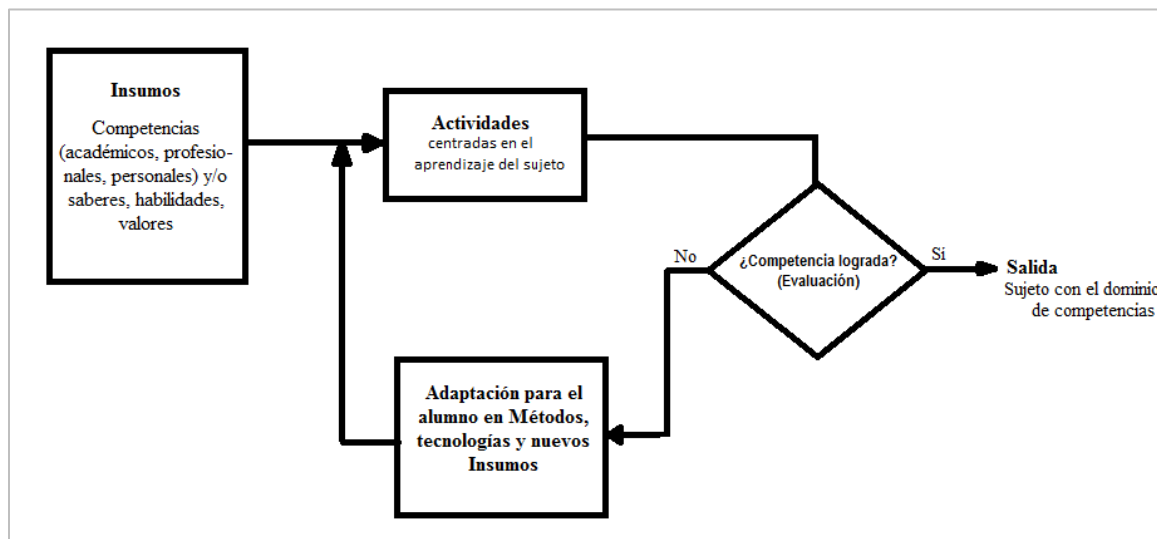 Insumos
Competencias
(académicos, profesio-
nales, personales) y/o
saberes, habilidades,
valores
Actividades
centradas en el
aprendizaje del sujeto
¿Competencia lograda?
(Evaluación)
No
Sí
Salida
Sujeto con el dominio
de competencias
Adaptación para el
alumno en Métodos,
tecnologías y nuevos
Insumos